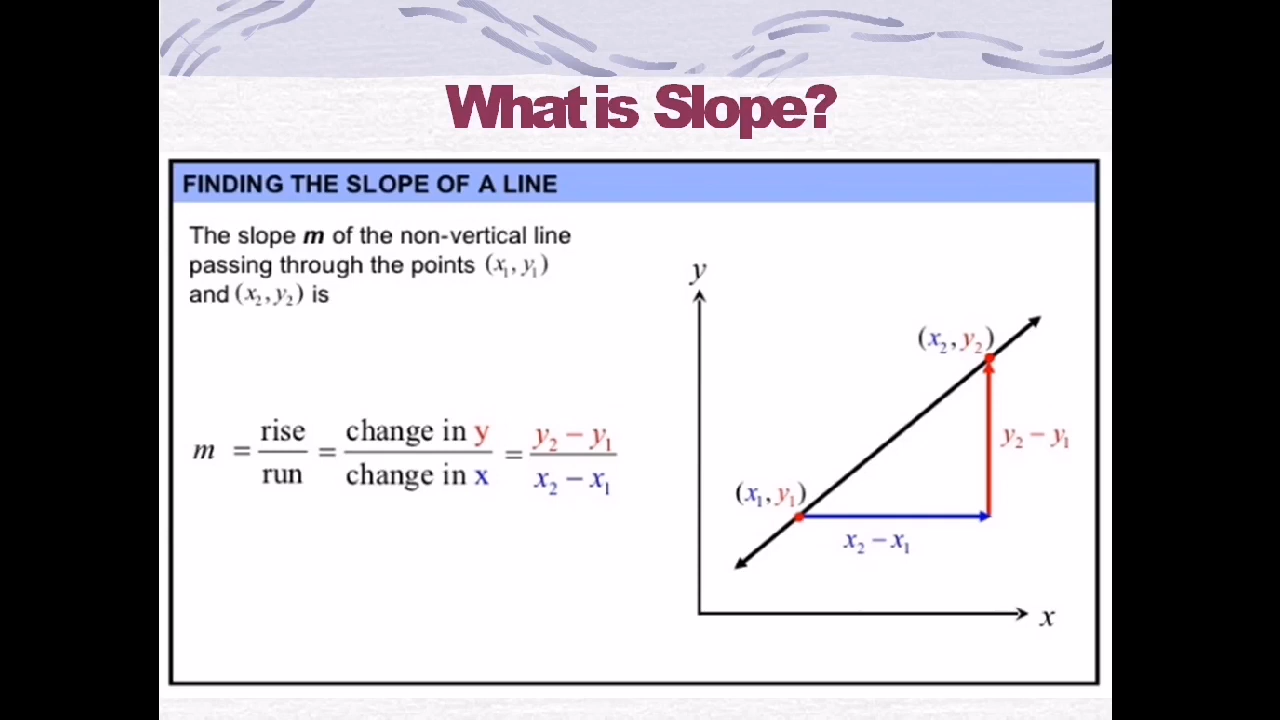 What is Slope?
FINDING THE SLOPE OF A LINE
The slope m of the non-vertical line
passing through the points (x₁, y₁)
and (x₂, y₂) is
m = rise/run = change in y/change in x = y₂ − y₁/x₂ − x₁
y
(x₂, y₂)
y₂ − y₁
(x₁, y₁)
x₂ − x₁
x